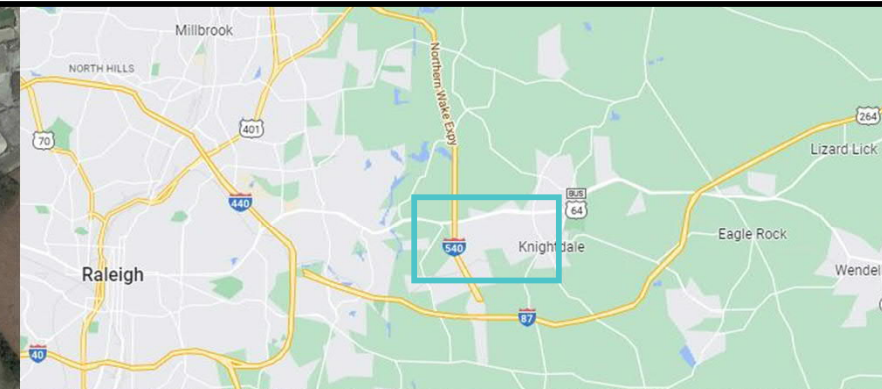 Millbrook
NORTH HILLS
Northern Wake Expy
401
70
264
Lizard Lick
440
BUS
64
540
Knightdale
Eagle Rock
Raleigh
Wendel
87
40